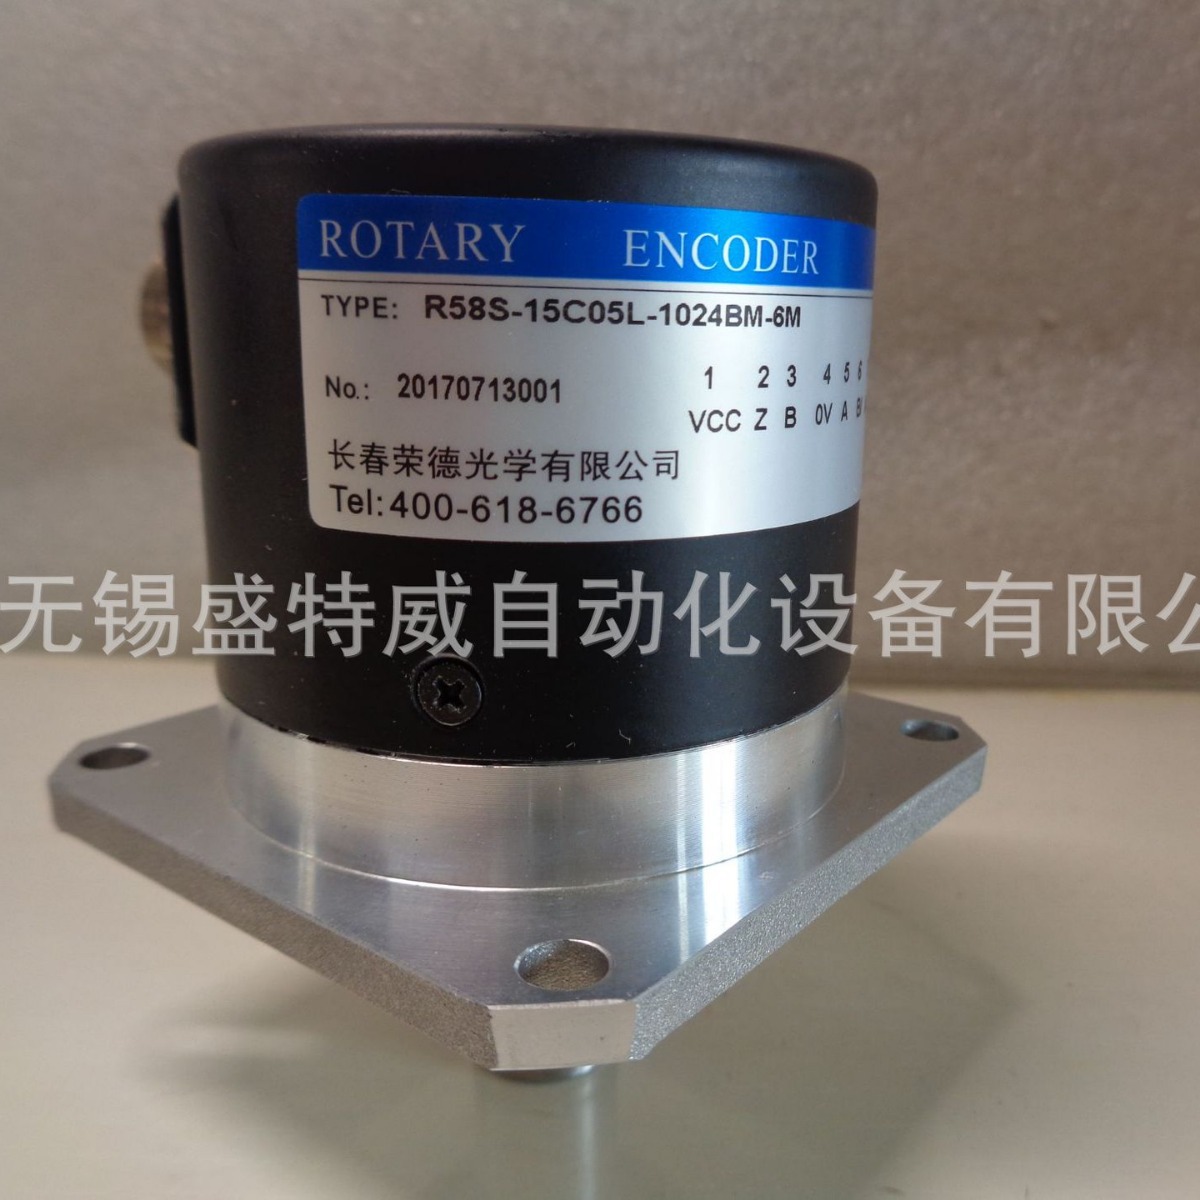 ROTARY ENCODER
TYPE: R58S-15C05L-1024BM-6M
No.: 20170713001
1 2 3 4 5 6
VCC Z B 0V A
长春荣德光学有限公司
Tel:400-618-6766
无锡盛特威自动化设备有限公